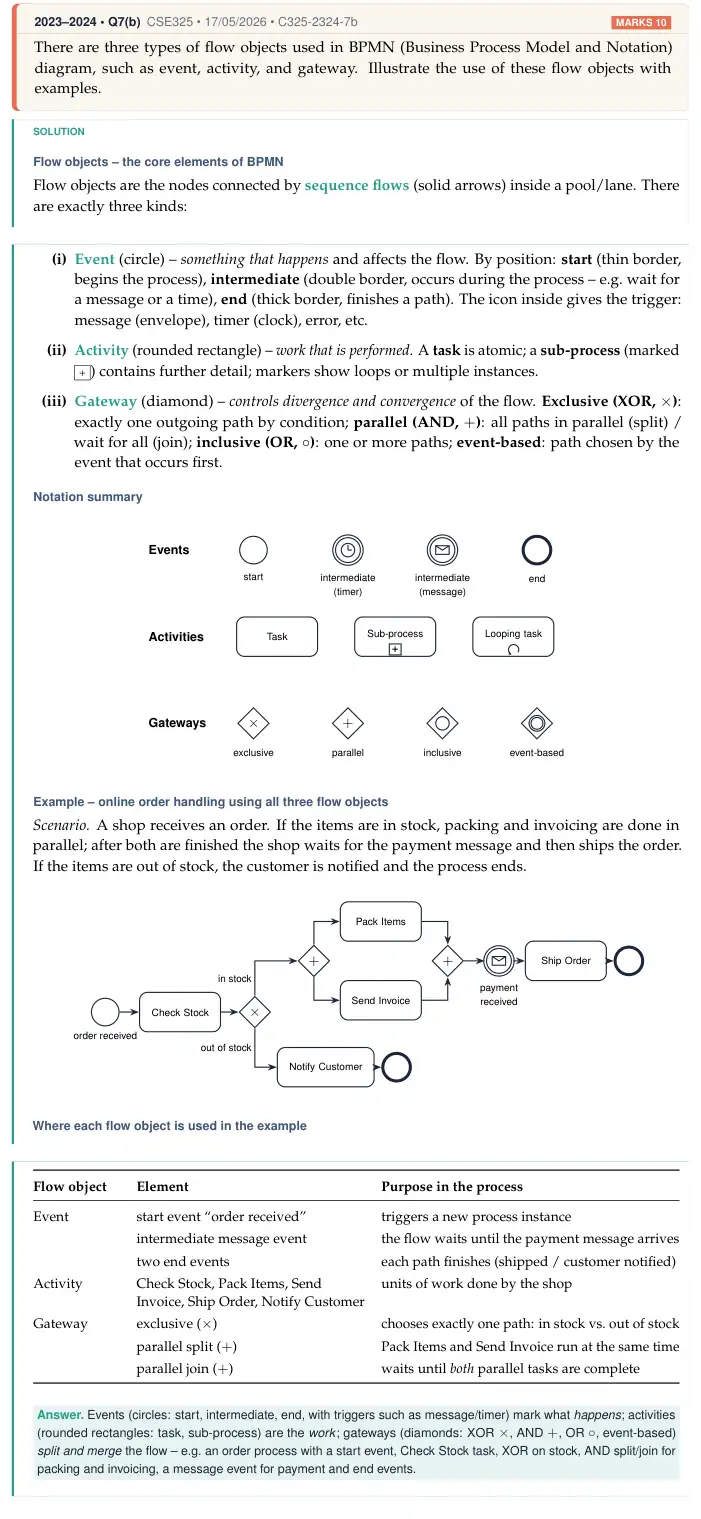 2023–2024 • Q7(b) CSE325 • 17/05/2026 • C325-2324-7b MARKS 10
There are three types of flow objects used in BPMN (Business Process Model and Notation)
diagram, such as event, activity, and gateway. Illustrate the use of these flow objects with
examples.
SOLUTION
Flow objects – the core elements of BPMN
Flow objects are the nodes connected by sequence flows (solid arrows) inside a pool/lane. There
are exactly three kinds:
(i) Event (circle) – something that happens and affects the flow. By position: start (thin border,
begins the process), intermediate (double border, occurs during the process – e.g. wait for
a message or a time), end (thick border, finishes a path). The icon inside gives the trigger:
message (envelope), timer (clock), error, etc.
(ii) Activity (rounded rectangle) – work that is performed. A task is atomic; a sub-process (marked
+) contains further detail; markers show loops or multiple instances.
(iii) Gateway (diamond) – controls divergence and convergence of the flow. Exclusive (XOR, ×):
exactly one outgoing path by condition; parallel (AND, +): all paths in parallel (split) /
wait for all (join); inclusive (OR, ○): one or more paths; event-based: path chosen by the
event that occurs first.
Notation summary
Events
start
intermediate
(timer)
intermediate
(message)
end
Activities
Task
Sub-process
+
Looping task
Gateways
×
+
exclusive
parallel
inclusive
event-based
Example – online order handling using all three flow objects
Scenario. A shop receives an order. If the items are in stock, packing and invoicing are done in
parallel; after both are finished the shop waits for the payment message and then ships the order.
If the items are out of stock, the customer is notified and the process ends.
order received
Check Stock
×
in stock
out of stock
+
Pack Items
Send Invoice
+
payment
received
Ship Order
Notify Customer
Where each flow object is used in the example
Flow object Element Purpose in the process
Event start event “order received” triggers a new process instance
intermediate message event the flow waits until the payment message arrives
two end events each path finishes (shipped / customer notified)
Activity Check Stock, Pack Items, Send units of work done by the shop
Invoice, Ship Order, Notify Customer
Gateway exclusive (×) chooses exactly one path: in stock vs. out of stock
parallel split (+) Pack Items and Send Invoice run at the same time
parallel join (+) waits until both parallel tasks are complete
Answer. Events (circles: start, intermediate, end, with triggers such as message/timer) mark what happens; activities
(rounded rectangles: task, sub-process) are the work; gateways (diamonds: XOR ×, AND +, OR ○, event-based)
split and merge the flow – e.g. an order process with a start event, Check Stock task, XOR on stock, AND split/join for
packing and invoicing, a message event for payment and end events.